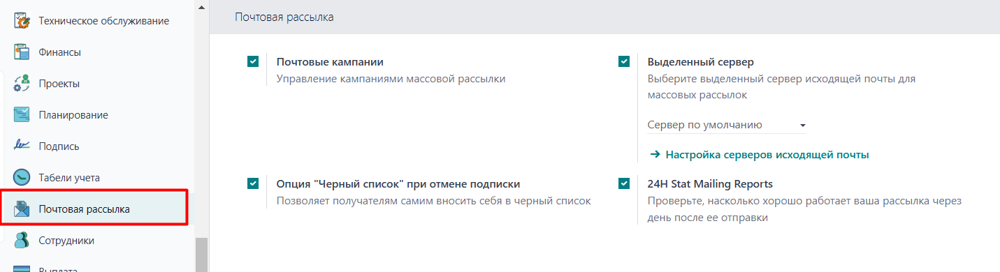 Техническое обслуживание
Финансы
Проекты
Планирование
Подпись
Табели учета
Почтовая рассылка
Сотрудники
Выплата
Почтовая рассылка
Почтовые кампании
Управление кампаниями массовой рассылки
Выделенный сервер
Выберите выделенный сервер исходящей почты для
массовых рассылок
Сервер по умолчанию
Настройка серверов исходящей почты
Опция "Черный список" при отмене подписки
Позволяет получателям самим вносить себя в черный список
24H Stat Mailing Reports
Проверьте, насколько хорошо работает ваша рассылка через
день после ее отправки